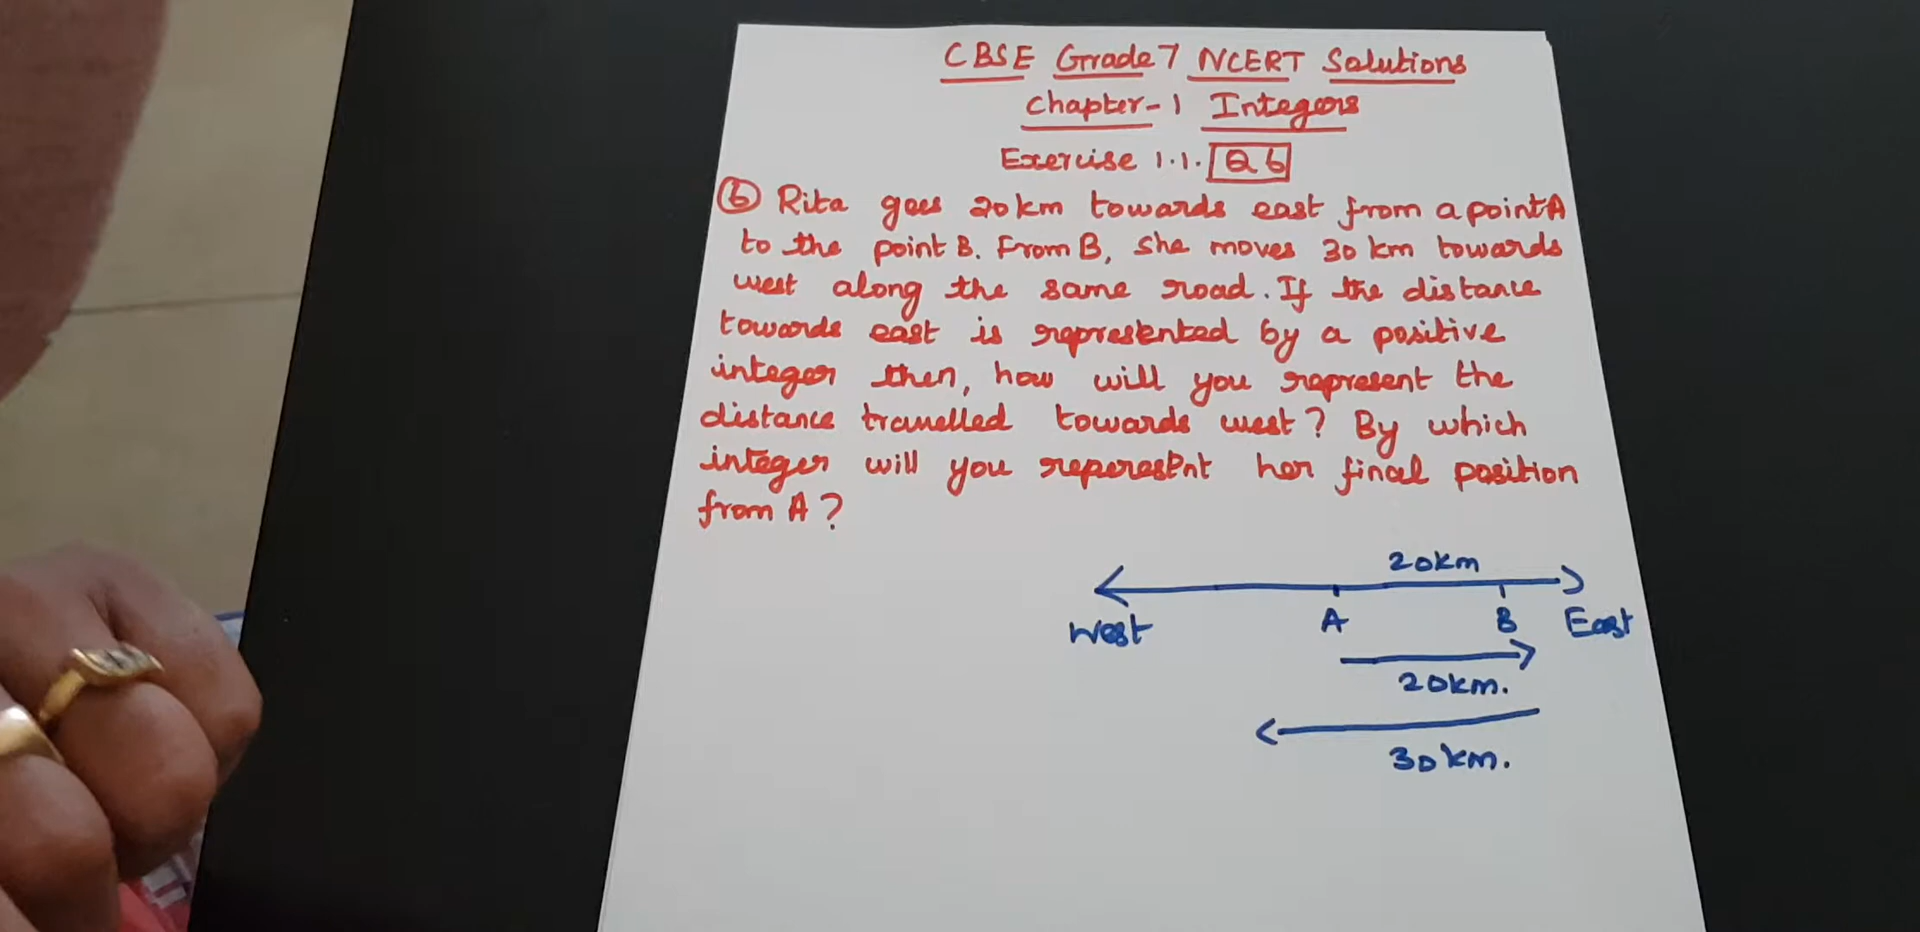 CBSE Grade 7 NCERT Solutions
Chapter-1 Integers
Exercise 1.1. Q 6
6 Rita goes 20 km towards east from a point A
to the point B. From B, she moves 30 km towards
west along the same road. If the distance
towards east is represented by a positive
integer then, how will you represent the
distance travelled towards west? By which
integer will you reperesent her final position
from A?
20km
West A B East
20km.
30km.